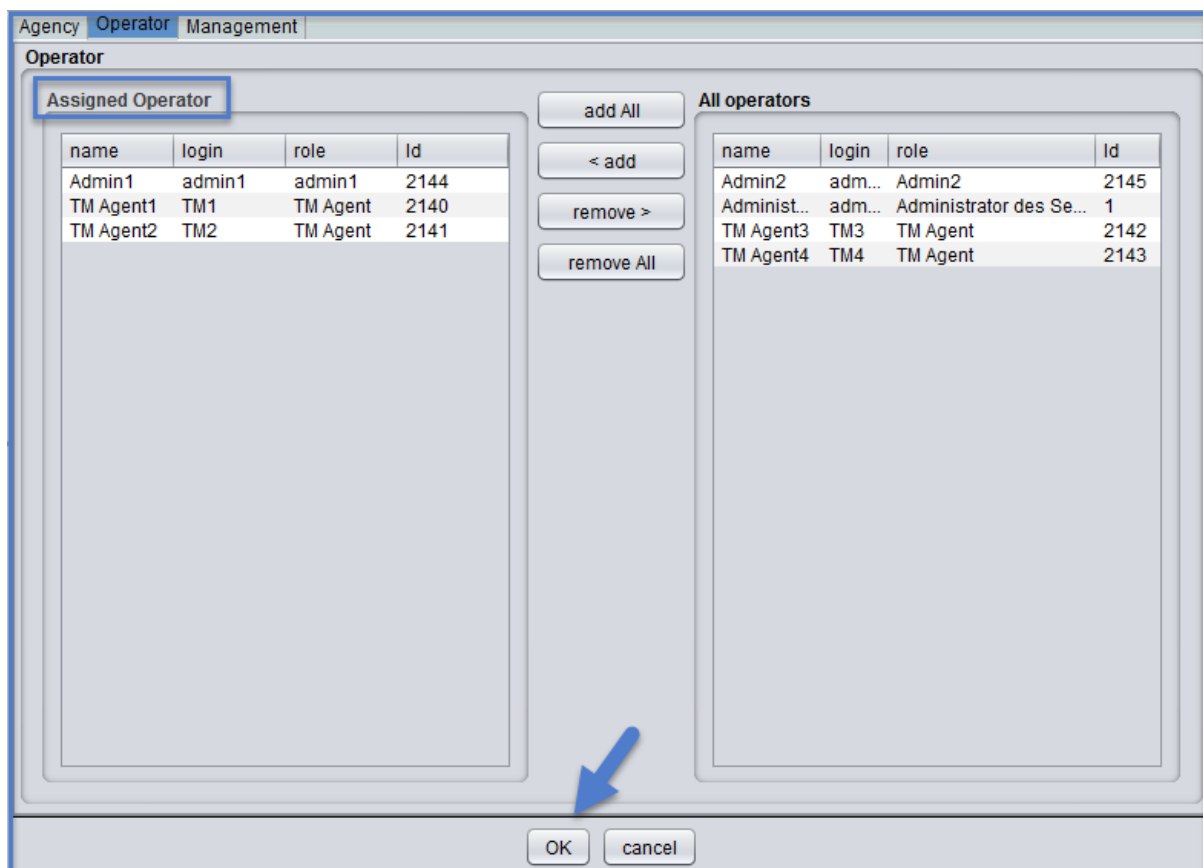 Agency Operator Management
Operator
Assigned Operator
name login role Id
Admin1 admin1 admin1 2144
TM Agent1 TM1 TM Agent 2140
TM Agent2 TM2 TM Agent 2141
add All
< add
remove >
remove All
All operators
name login role Id
Admin2 adm... Admin2 2145
Administ... adm... Administrator des Se... 1
TM Agent3 TM3 TM Agent 2142
TM Agent4 TM4 TM Agent 2143
OK cancel